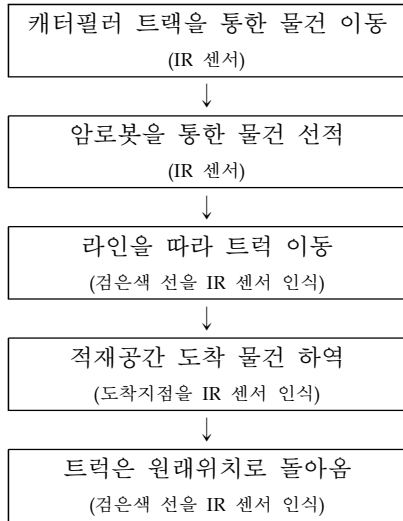 캐터필러 트랙을 통한 물건 이동
(IR 센서)
암로봇을 통한 물건 선적
(IR 센서)
라인을 따라 트럭 이동
(검은색 선을 IR 센서 인식)
적재공간 도착 물건 하역
(도착지점을 IR 센서 인식)
트럭은 원래위치로 돌아옴
(검은색 선을 IR 센서 인식)